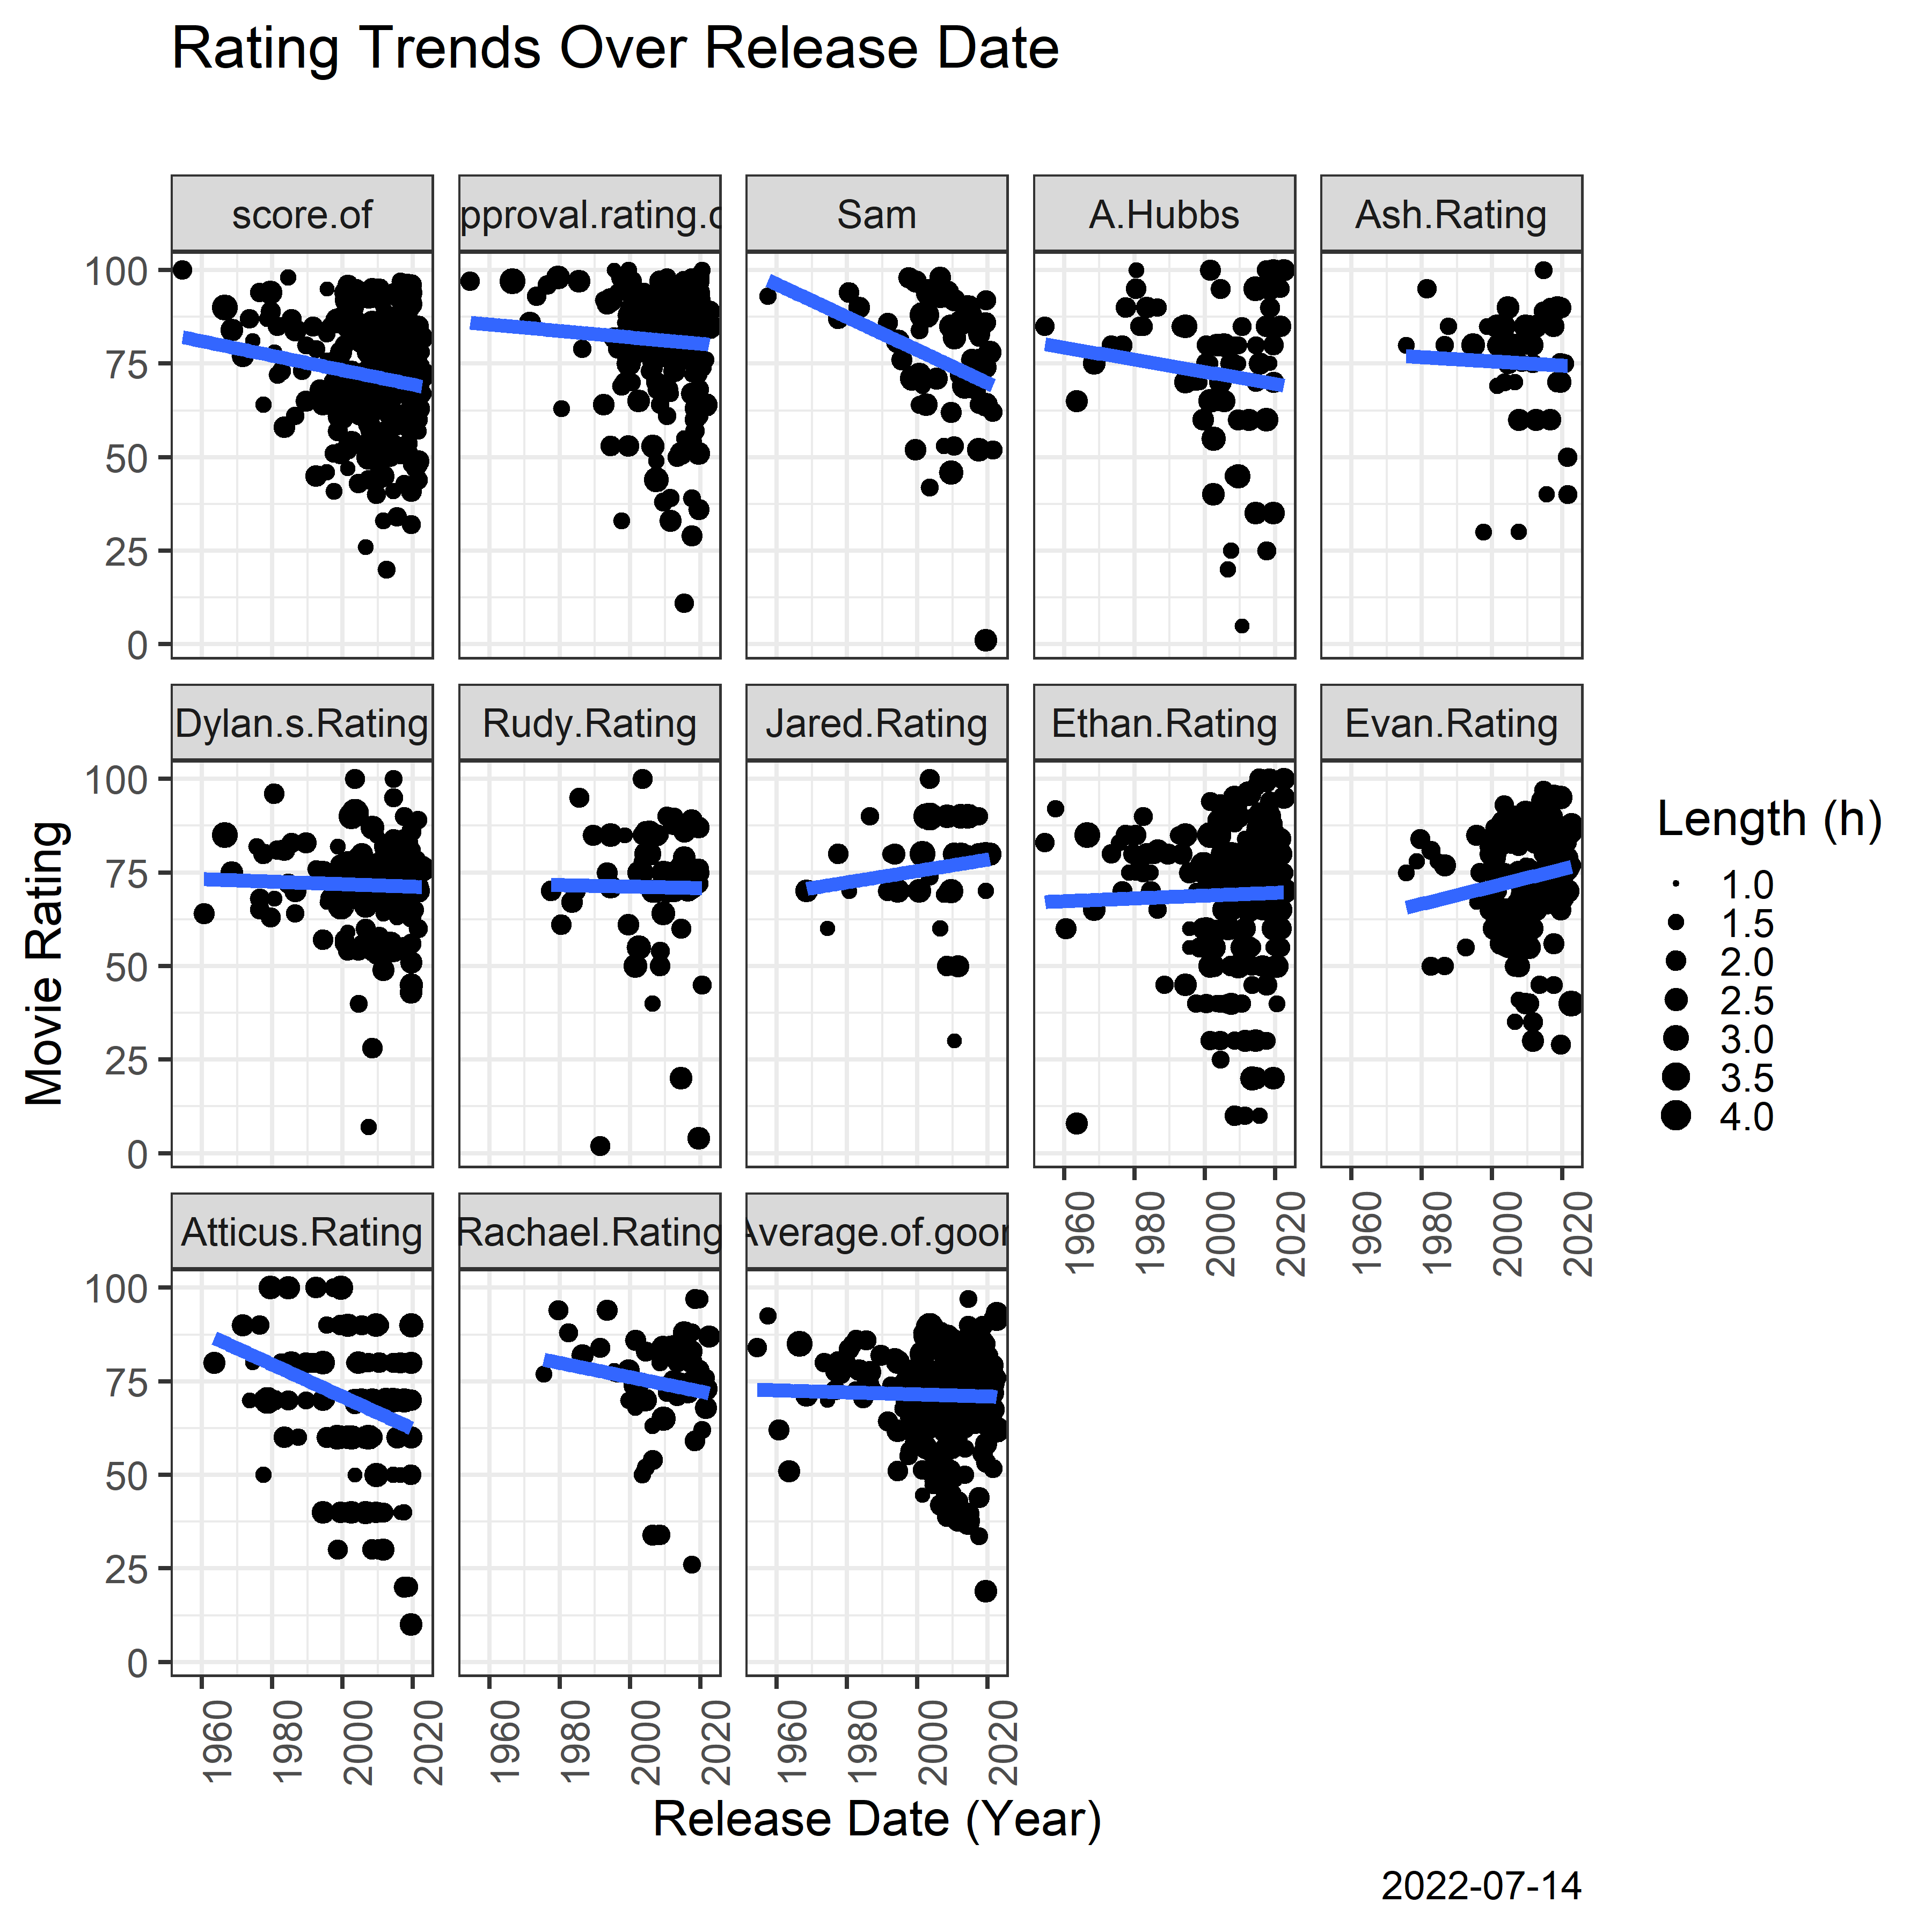 Rating Trends Over Release Date
score.of
pproval.rating.o
Sam
A.Hubbs
Ash.Rating
100
75
50
25
0
Dylan.s.Rating
Rudy.Rating
Jared.Rating
Ethan.Rating
Evan.Rating
100
75
50
25
0
1960
1980
2000
2020
1960
1980
2000
2020
Atticus.Rating
Rachael.Rating
Average.of.goon
100
75
50
25
0
1960
1980
2000
2020
1960
1980
2000
2020
1960
1980
2000
2020
Movie Rating
Release Date (Year)
Length (h)
1.0
1.5
2.0
2.5
3.0
3.5
4.0
2022-07-14